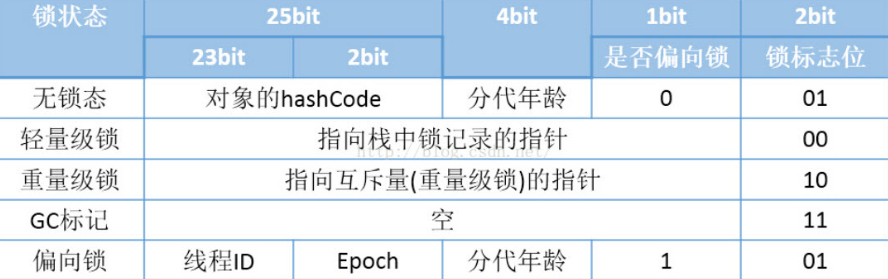 锁状态 25bit 4bit 1bit 2bit
23bit 2bit 是否偏向锁 锁标志位
无锁态 对象的hashCode 分代年龄 0 01
轻量级锁 指向栈中锁记录的指针 00
http://blog.csdn.net/
重量级锁 指向互斥量(重量级锁)的指针 10
GC标记 空 11
偏向锁 线程ID Epoch 分代年龄 1 01